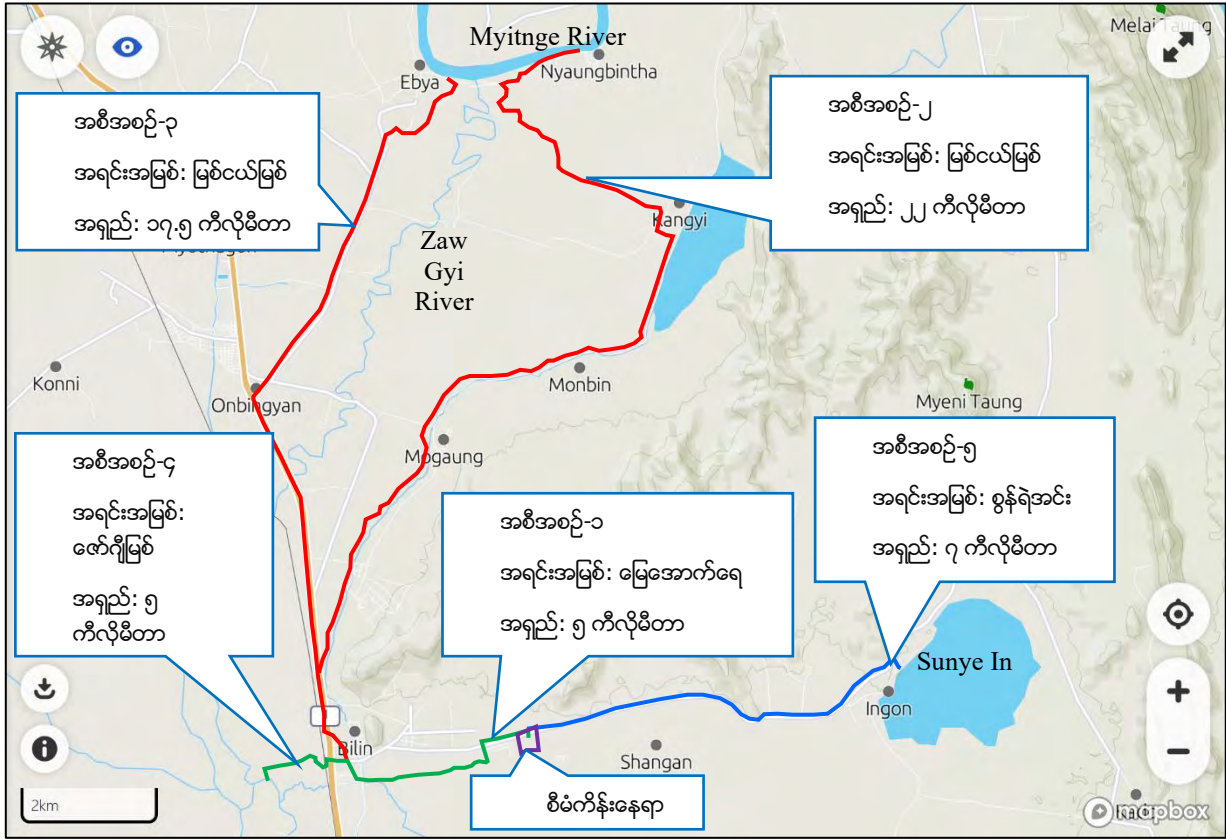 Myitnge River
Melai Taung
Ebya
Nyaungbintha
အစီအစဉ်-၃
အရင်းအမြစ်: မြစ်ငယ်မြစ်
အရှည်: ၁၇.၅ ကီလိုမီတာ
အစီအစဉ်-၂
အရင်းအမြစ်: မြစ်ငယ်မြစ်
အရှည်: ၂၂ ကီလိုမီတာ
Kangyi
Zaw
Gyi
River
Konni
Onbingyan
Monbin
Myeni Taung
Mogaung
အစီအစဉ်-၄
အရင်းအမြစ်:
ဇော်ဂျီမြစ်
အရှည်: ၅
ကီလိုမီတာ
အစီအစဉ်-၁
အရင်းအမြစ်: မြေအောက်ရေ
အရှည်: ၅ ကီလိုမီတာ
အစီအစဉ်-၅
အရင်းအမြစ်: စွန်ရဲအင်း
အရှည်: ၇ ကီလိုမီတာ
Sunye In
Ingon
Bilin
Shangan
စီမံကိန်းနေရာ
2km
mapbox